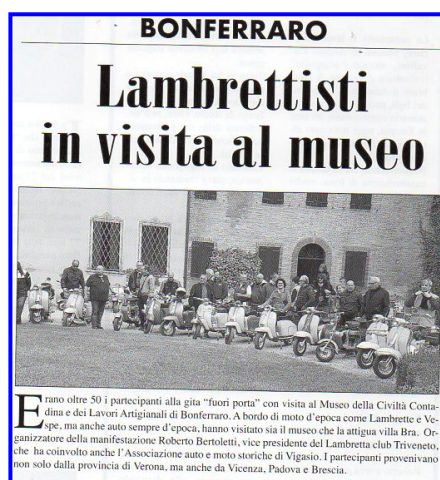 BONFERRARO
Lambrettisti
in visita al museo
Erano oltre 50 i partecipanti alla gita "fuori porta" con visita al Museo della Civiltà Conta-
dina e dei Lavori Artigianali di Bonferraro. A bordo di moto d'epoca come Lambrette e Ve-
spe, ma anche auto sempre d'epoca, hanno visitato sia il museo che la attigua villa Bra. Or-
ganizzatore della manifestazione Roberto Bertoletti, vice presidente del Lambretta club Triveneto,
che ha coinvolto anche l'Associazione auto e moto storiche di Vigasio. I partecipanti provenivano
non solo dalla provincia di Verona, ma anche da Vicenza, Padova e Brescia.